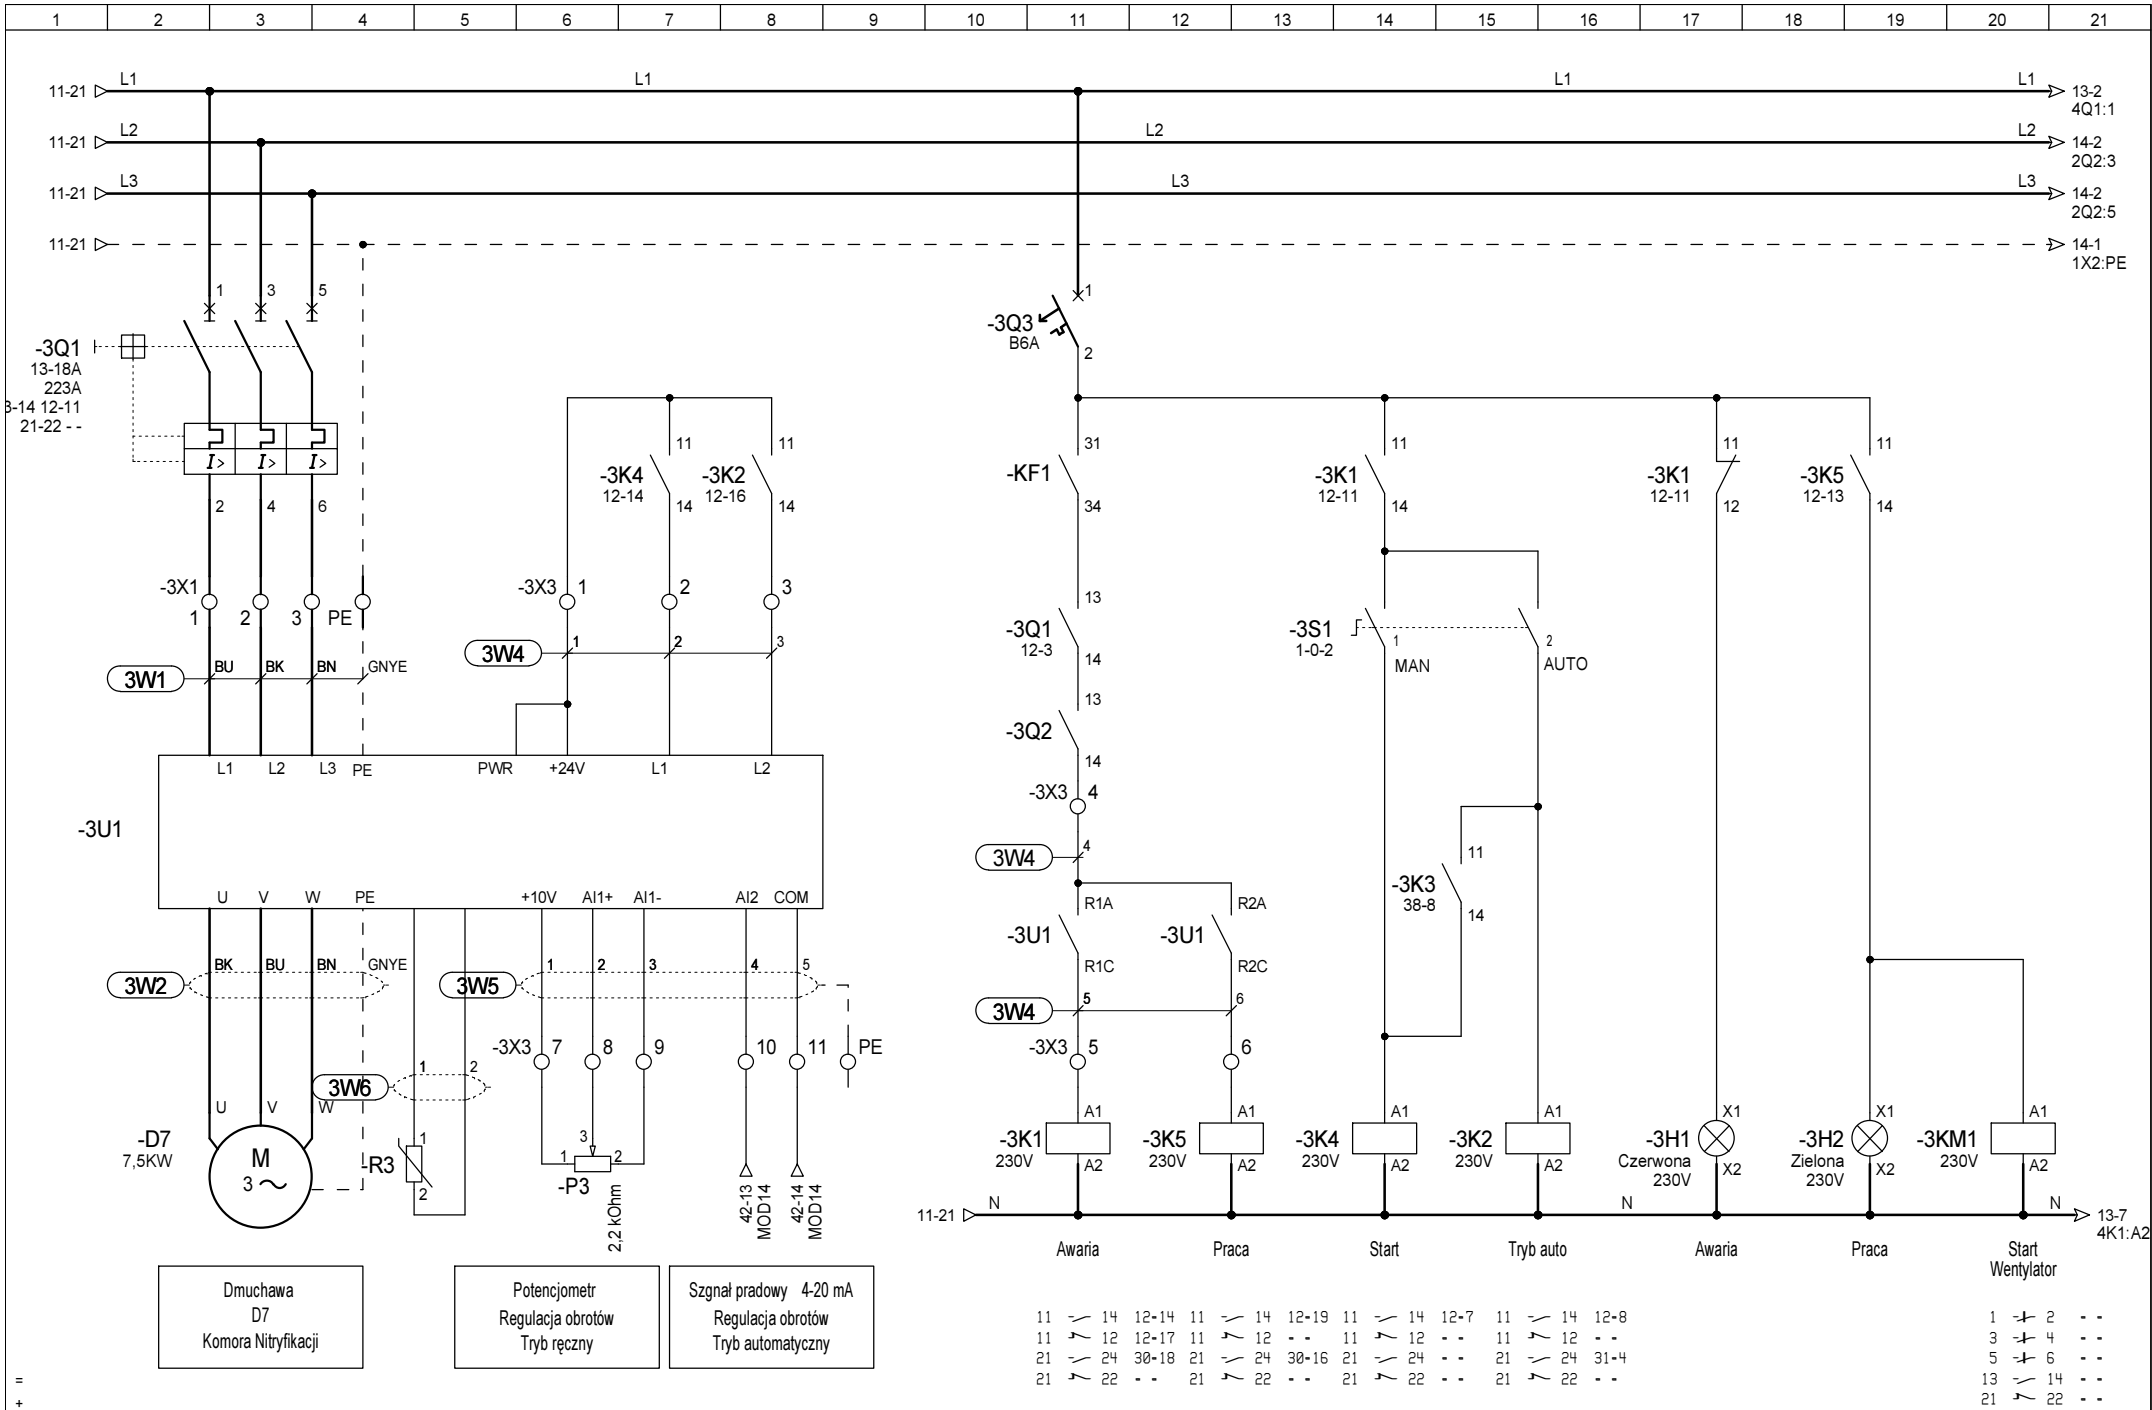 1 2 3 4 5 6 7 8 9 10 11 12 13 14 15 16 17 18 19 20 21
11-21 L1 L1 L1 L1 13-2
4Q1:1
11-21 L2 L2 L2 14-2
2Q2:3
11-21 L3 L3 L3 14-2
2Q2:5
11-21 14-1
1X2:PE
1 3 5
-3Q1
13-18A
223A
3-14 12-11
21-22 - -
I> I> I>
2 4 6
-3X1
1 2 3 PE
3W1 BU BK BN GNYE
11 11
-3K4
12-14
-3K2
12-16
14 14
-3X3 1 2 3
3W4 1 2 3
L1 L2 L3 PE PWR +24V L1 L2
-3U1
U V W PE +10V AI1+ AI1- AI2 COM
3W2 BK BU BN GNYE
3W5 1 2 3 4 5
-3X3 7 8 9 10 11 PE
3W6 1 2
U V W
-D7
7,5KW
M
3
-R3
1
2
3
1 2
-P3
2,2 kOhm
42-13
MOD14
42-14
MOD14
1
-3Q3
B6A
2
31
-KF1
34
13
-3Q1
12-3
14
13
-3Q2
14
-3X3 4
3W4 4
R1A R2A
-3U1 -3U1
R1C R2C
3W4 5 6
-3X3 5 6
11
-3K1
12-11
14
-3S1
1-0-2
1
MAN
2
AUTO
11
-3K3
38-8
14
11
-3K1
12-11
12
11
-3K5
12-13
14
A1 A1 A1 A1 X1 X1 A1
-3K1
230V
-3K5
230V
-3K4
230V
-3K2
230V
-3H1
Czerwona
230V
-3H2
Zielona
230V
-3KM1
230V
A2 A2 A2 A2 X2 X2 A2
11-21 N N N 13-7
4K1:A2
Awaria Praca Start Tryb auto Awaria Praca Start
Wentylator
Dmuchawa
D7
Komora Nitryfikacji
Potencjometr
Regulacja obrotów
Tryb ręczny
Szgnał pradowy 4-20 mA
Regulacja obrotów
Tryb automatyczny
11 14 12-14 11 14 12-19 11 14 12-7 11 14 12-8
11 12 12-17 11 12 - - 11 12 - - 11 12 - -
21 24 30-18 21 24 30-16 21 24 - - 21 24 31-4
21 22 - - 21 22 - - 21 22 - - 21 22 - -
1 2 - -
3 4 - -
5 6 - -
13 14 - -
21 22 - -
=
+